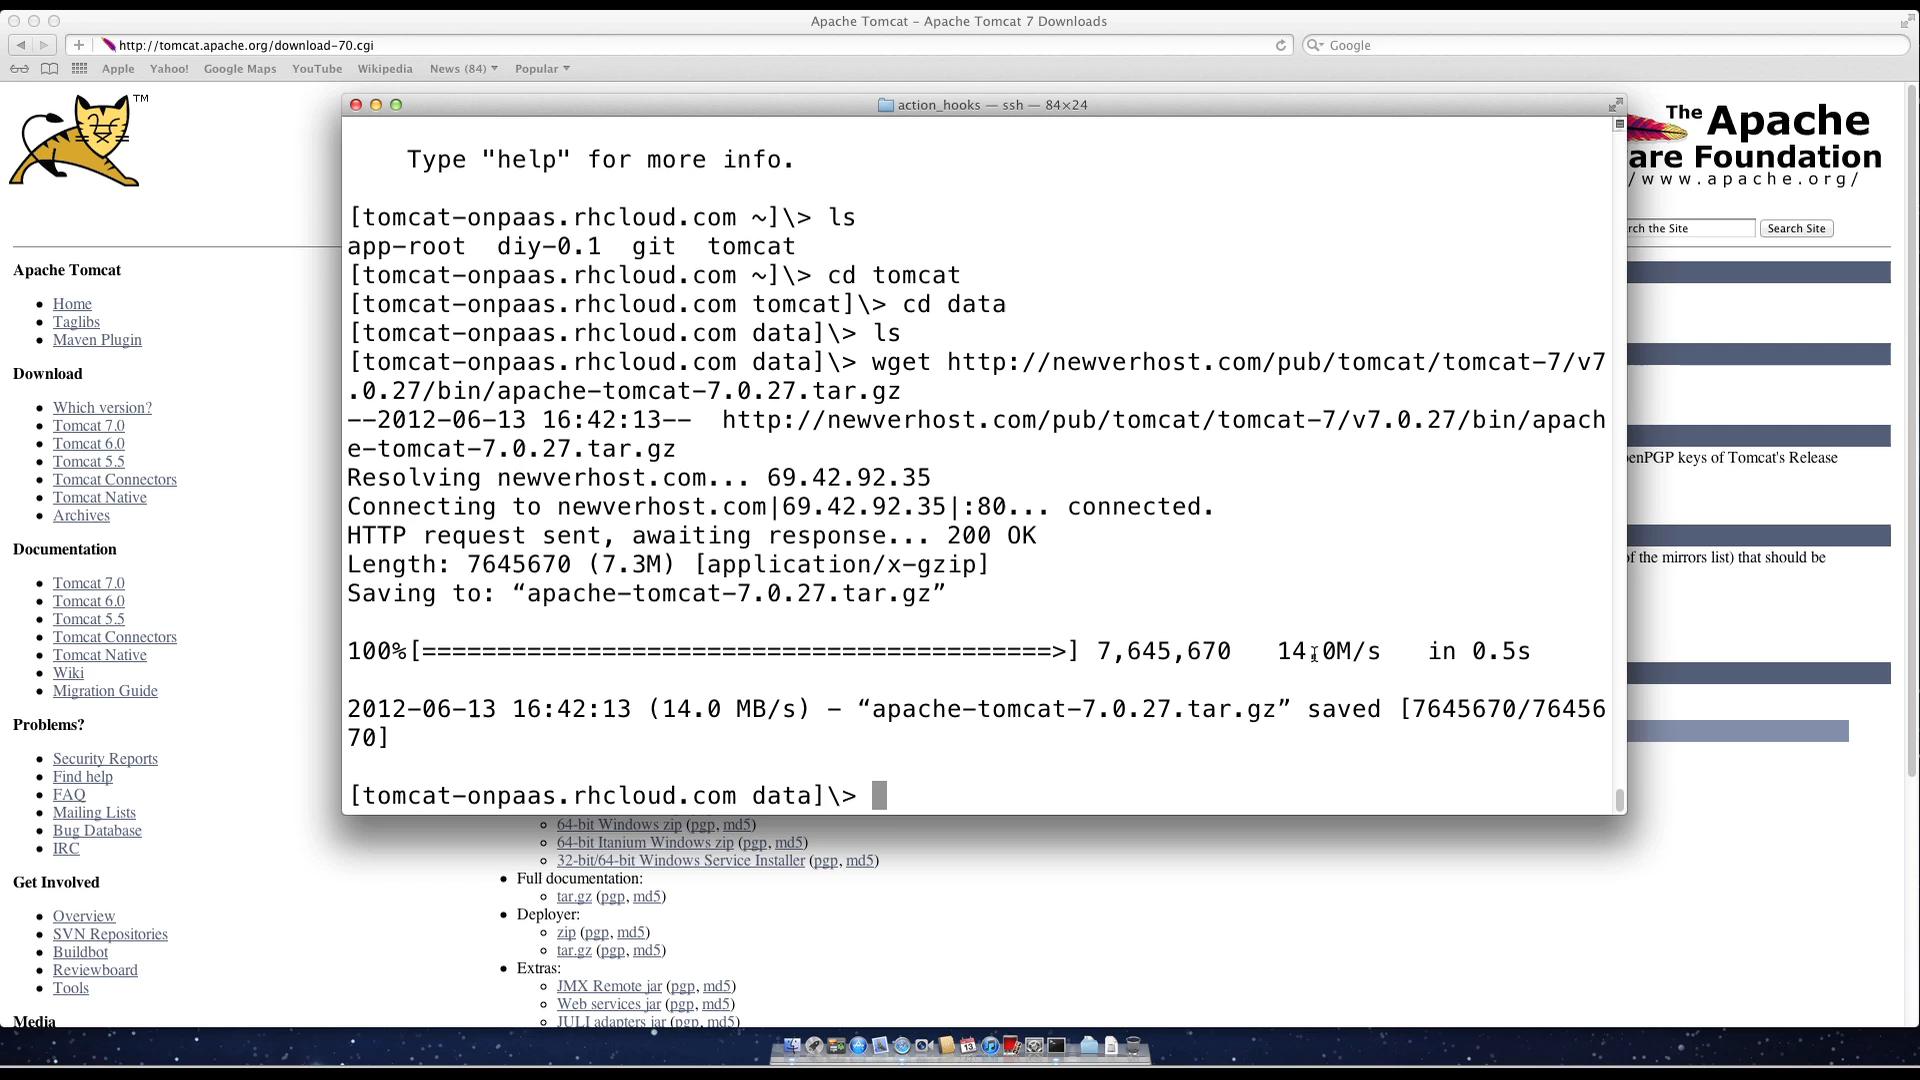 Apache Tomcat - Apache Tomcat 7 Downloads
http://tomcat.apache.org/download-70.cgi
Google
Apple Yahoo! Google Maps YouTube Wikipedia News (84) Popular
TM
The Apache
are Foundation
/www.apache.org/
rch the Site Search Site
Apache Tomcat
Home
Taglibs
Maven Plugin
Download
Which version?
Tomcat 7.0
Tomcat 6.0
Tomcat 5.5
Tomcat Connectors
Tomcat Native
Archives
Documentation
Tomcat 7.0
Tomcat 6.0
Tomcat 5.5
Tomcat Connectors
Tomcat Native
Wiki
Migration Guide
Problems?
Security Reports
Find help
FAQ
Mailing Lists
Bug Database
IRC
Get Involved
Overview
SVN Repositories
Buildbot
Reviewboard
Tools
Media
action_hooks — ssh — 84×24
Type "help" for more info.
[tomcat-onpaas.rhcloud.com ~]\> ls
app-root diy-0.1 git tomcat
[tomcat-onpaas.rhcloud.com ~]\> cd tomcat
[tomcat-onpaas.rhcloud.com tomcat]\> cd data
[tomcat-onpaas.rhcloud.com data]\> ls
[tomcat-onpaas.rhcloud.com data]\> wget http://newverhost.com/pub/tomcat/tomcat-7/v7
.0.27/bin/apache-tomcat-7.0.27.tar.gz
--2012-06-13 16:42:13-- http://newverhost.com/pub/tomcat/tomcat-7/v7.0.27/bin/apach
e-tomcat-7.0.27.tar.gz
Resolving newverhost.com... 69.42.92.35
Connecting to newverhost.com|69.42.92.35|:80... connected.
HTTP request sent, awaiting response... 200 OK
Length: 7645670 (7.3M) [application/x-gzip]
Saving to: “apache-tomcat-7.0.27.tar.gz”
100%[==========================================>] 7,645,670 14.0M/s in 0.5s
2012-06-13 16:42:13 (14.0 MB/s) - “apache-tomcat-7.0.27.tar.gz” saved [7645670/76456
70]
[tomcat-onpaas.rhcloud.com data]\>
enPGP keys of Tomcat's Release
of the mirrors list) that should be
64-bit Windows zip (pgp, md5)
64-bit Itanium Windows zip (pgp, md5)
32-bit/64-bit Windows Service Installer (pgp, md5)
Full documentation:
tar.gz (pgp, md5)
Deployer:
zip (pgp, md5)
tar.gz (pgp, md5)
Extras:
JMX Remote jar (pgp, md5)
Web services jar (pgp, md5)
JULI adapters jar (pgp, md5)